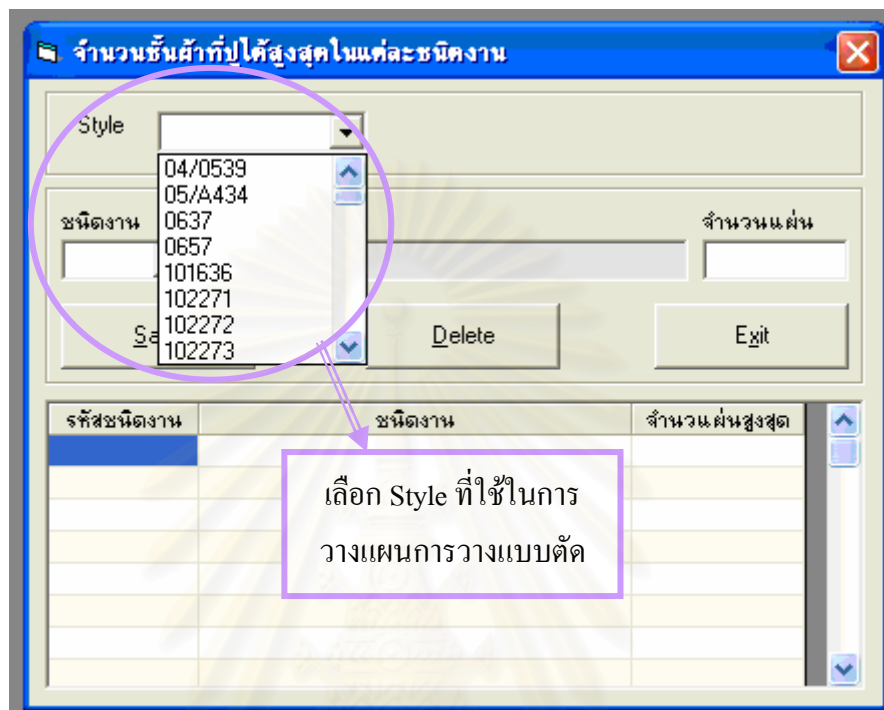 จำนวนชั้นผ้าที่ปูได้สูงสุดในแต่ละชนิดงาน
Style
04/0539
05/A434
0637
0657
101636
102271
102272
102273
ชนิดงาน
จำนวนแผ่น
Sa
Delete
Exit
รหัสชนิดงาน ชนิดงาน จำนวแผ่นสูงสุด
เลือก Style ที่ใช้ในการ
วางแผนการวางแบบตัด